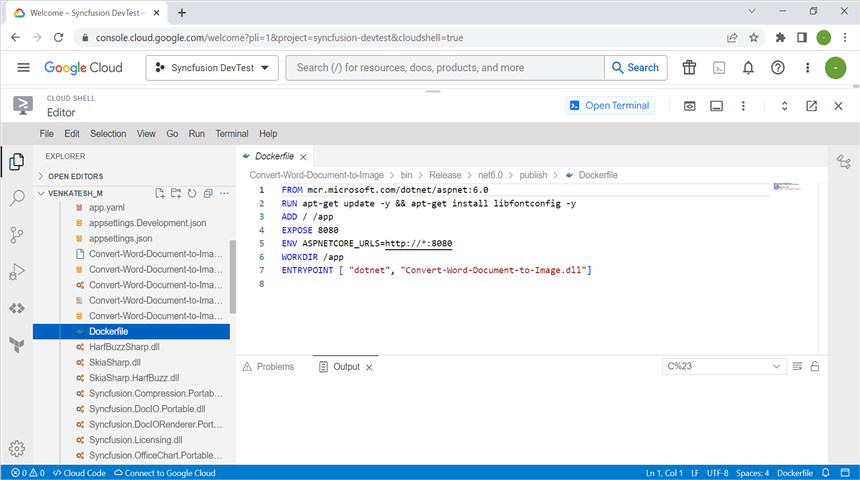 Welcome – Syncfusion DevTest –
console.cloud.google.com/welcome?pli=1&project=syncfusion-devtest&cloudshell=true
Google Cloud
Syncfusion DevTest
Search (/) for resources, docs, products, and more
Search
CLOUD SHELL
Editor
Open Terminal
File Edit Selection View Go Run Terminal Help
EXPLORER
OPEN EDITORS
VENKATESH_M
app.yaml
appsettings.Development.json
appsettings.json
Convert-Word-Document-to-Ima...
Convert-Word-Document-to-Ima...
Convert-Word-Document-to-Ima...
Convert-Word-Document-to-Ima...
Convert-Word-Document-to-Ima...
Dockerfile
HarfBuzzSharp.dll
SkiaSharp.dll
SkiaSharp.HarfBuzz.dll
Syncfusion.Compression.Portab...
Syncfusion.DocIO.Portable.dll
Syncfusion.DocIORenderer.Port...
Syncfusion.Licensing.dll
Syncfusion.OfficeChart.Portable...
Dockerfile
Convert-Word-Document-to-Image > bin > Release > net6.0 > publish > Dockerfile
1 FROM mcr.microsoft.com/dotnet/aspnet:6.0
2 RUN apt-get update -y && apt-get install libfontconfig -y
3 ADD / /app
4 EXPOSE 8080
5 ENV ASPNETCORE_URLS=http://*:8080
6 WORKDIR /app
7 ENTRYPOINT [ "dotnet", "Convert-Word-Document-to-Image.dll"]
8
Problems Output
C%23
0 0 Cloud Code Connect to Google Cloud Ln 1, Col 1 LF UTF-8 Spaces: 4 Dockerfile